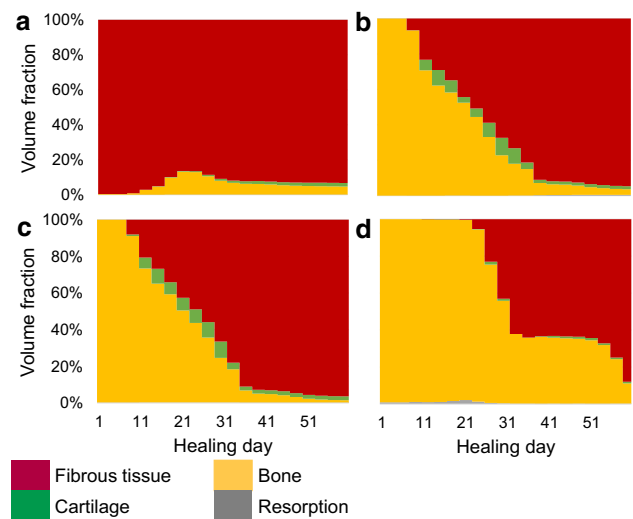 a
b
100%
80%
60%
40%
20%
0%
Volume fraction
c
d
100%
80%
60%
40%
20%
0%
Volume fraction
1 11 21 31 41 51
1 11 21 31 41 51
Healing day
Healing day
Fibrous tissue
Bone
Cartilage
Resorption